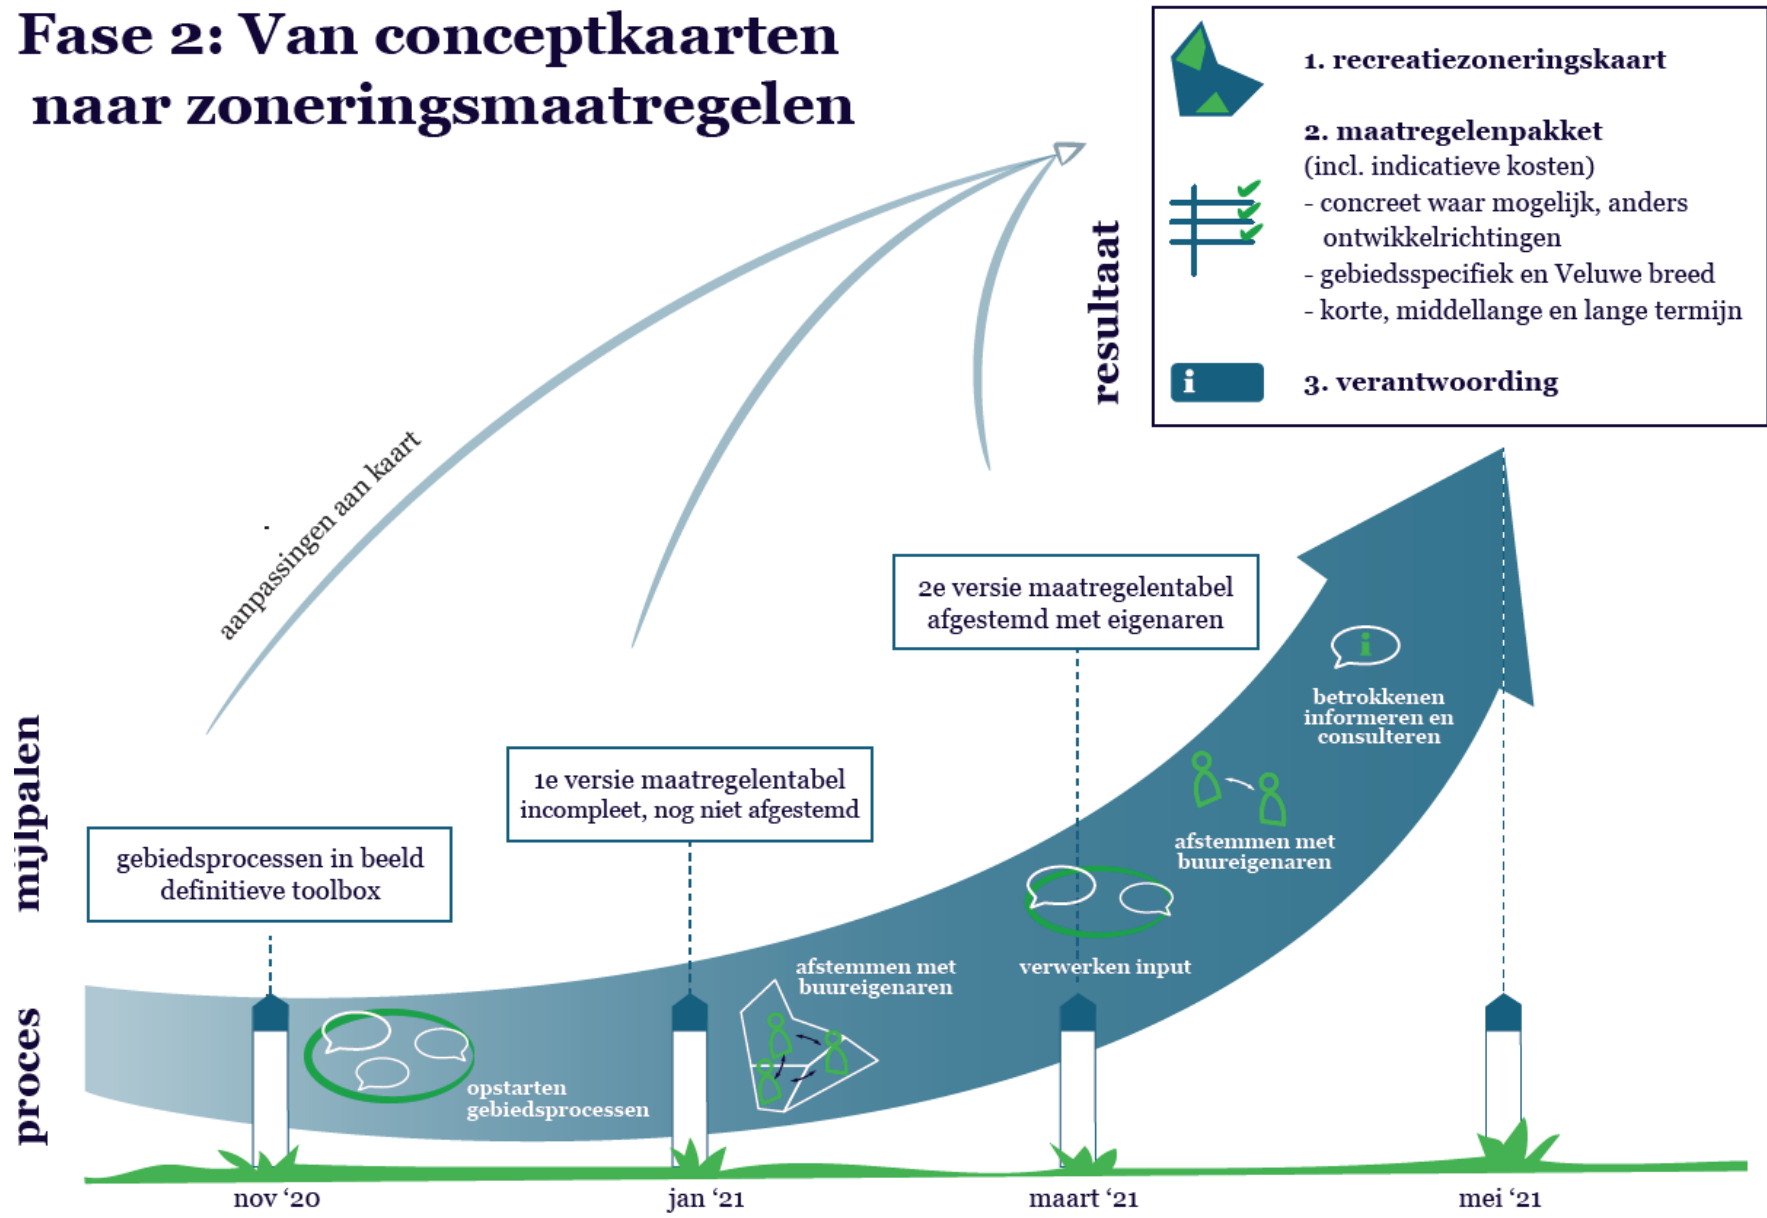 Fase 2: Van conceptkaarten
naar zoneringsmaatregelen
1. recreatiezoneringskaart
2. maatregelenpakket
(incl. indicatieve kosten)
- concreet waar mogelijk, anders
ontwikkelrichtingen
- gebiedsspecifiek en Veluwe breed
- korte, middellange en lange termijn
i
3. verantwoording
resultaat
aanpassingen aan kaart
mijlpalen
gebiedsprocessen in beeld
definitieve toolbox
1e versie maatregelentabel
incompleet, nog niet afgestemd
2e versie maatregelentabel
afgestemd met eigenaren
proces
opstarten
gebiedsprocessen
afstemmen met
buureigenaren
verwerken input
afstemmen met
buureigenaren
i
betrokkenen
informeren en
consulteren
nov ‘20
jan ‘21
maart ‘21
mei ‘21